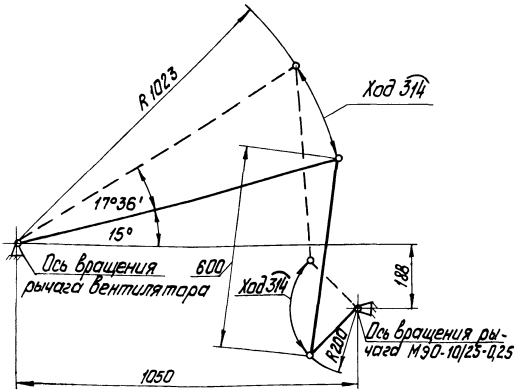 R 1023
Ход 314
17°36'
15°
Ось вращения
рычага вентилятора
600
Ход 314
188
R200
Ось вращения ры-
чага МЭО-10/25-0,25
1050